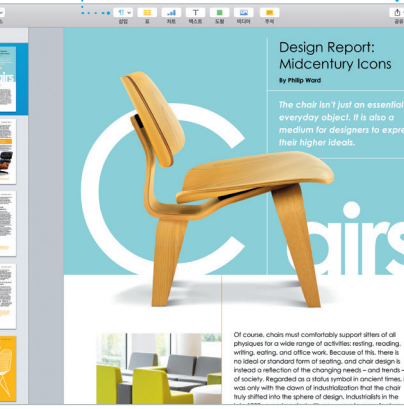 삽입 표 차트 텍스트 도형 미디어 주석
공유
Design Report:
Midcentury Icons
By Philip Ward
The chair isn't just an essential
everyday object. It is also a
medium for designers to expre
their higher ideals.
Chairs
Of course, chairs must comfortably support sitters of all
physiques for a wide range of activities: resting, reading,
writing, eating, and office work. Because of this, there is
no ideal or standard form of seating, and chair design is
instead a reflection of the changing needs – and trends –
of society. Regarded as a status symbol in ancient times,
was only with the dawn of industrialization that the chair
truly shifted into the sphere of design. Industrialists in the